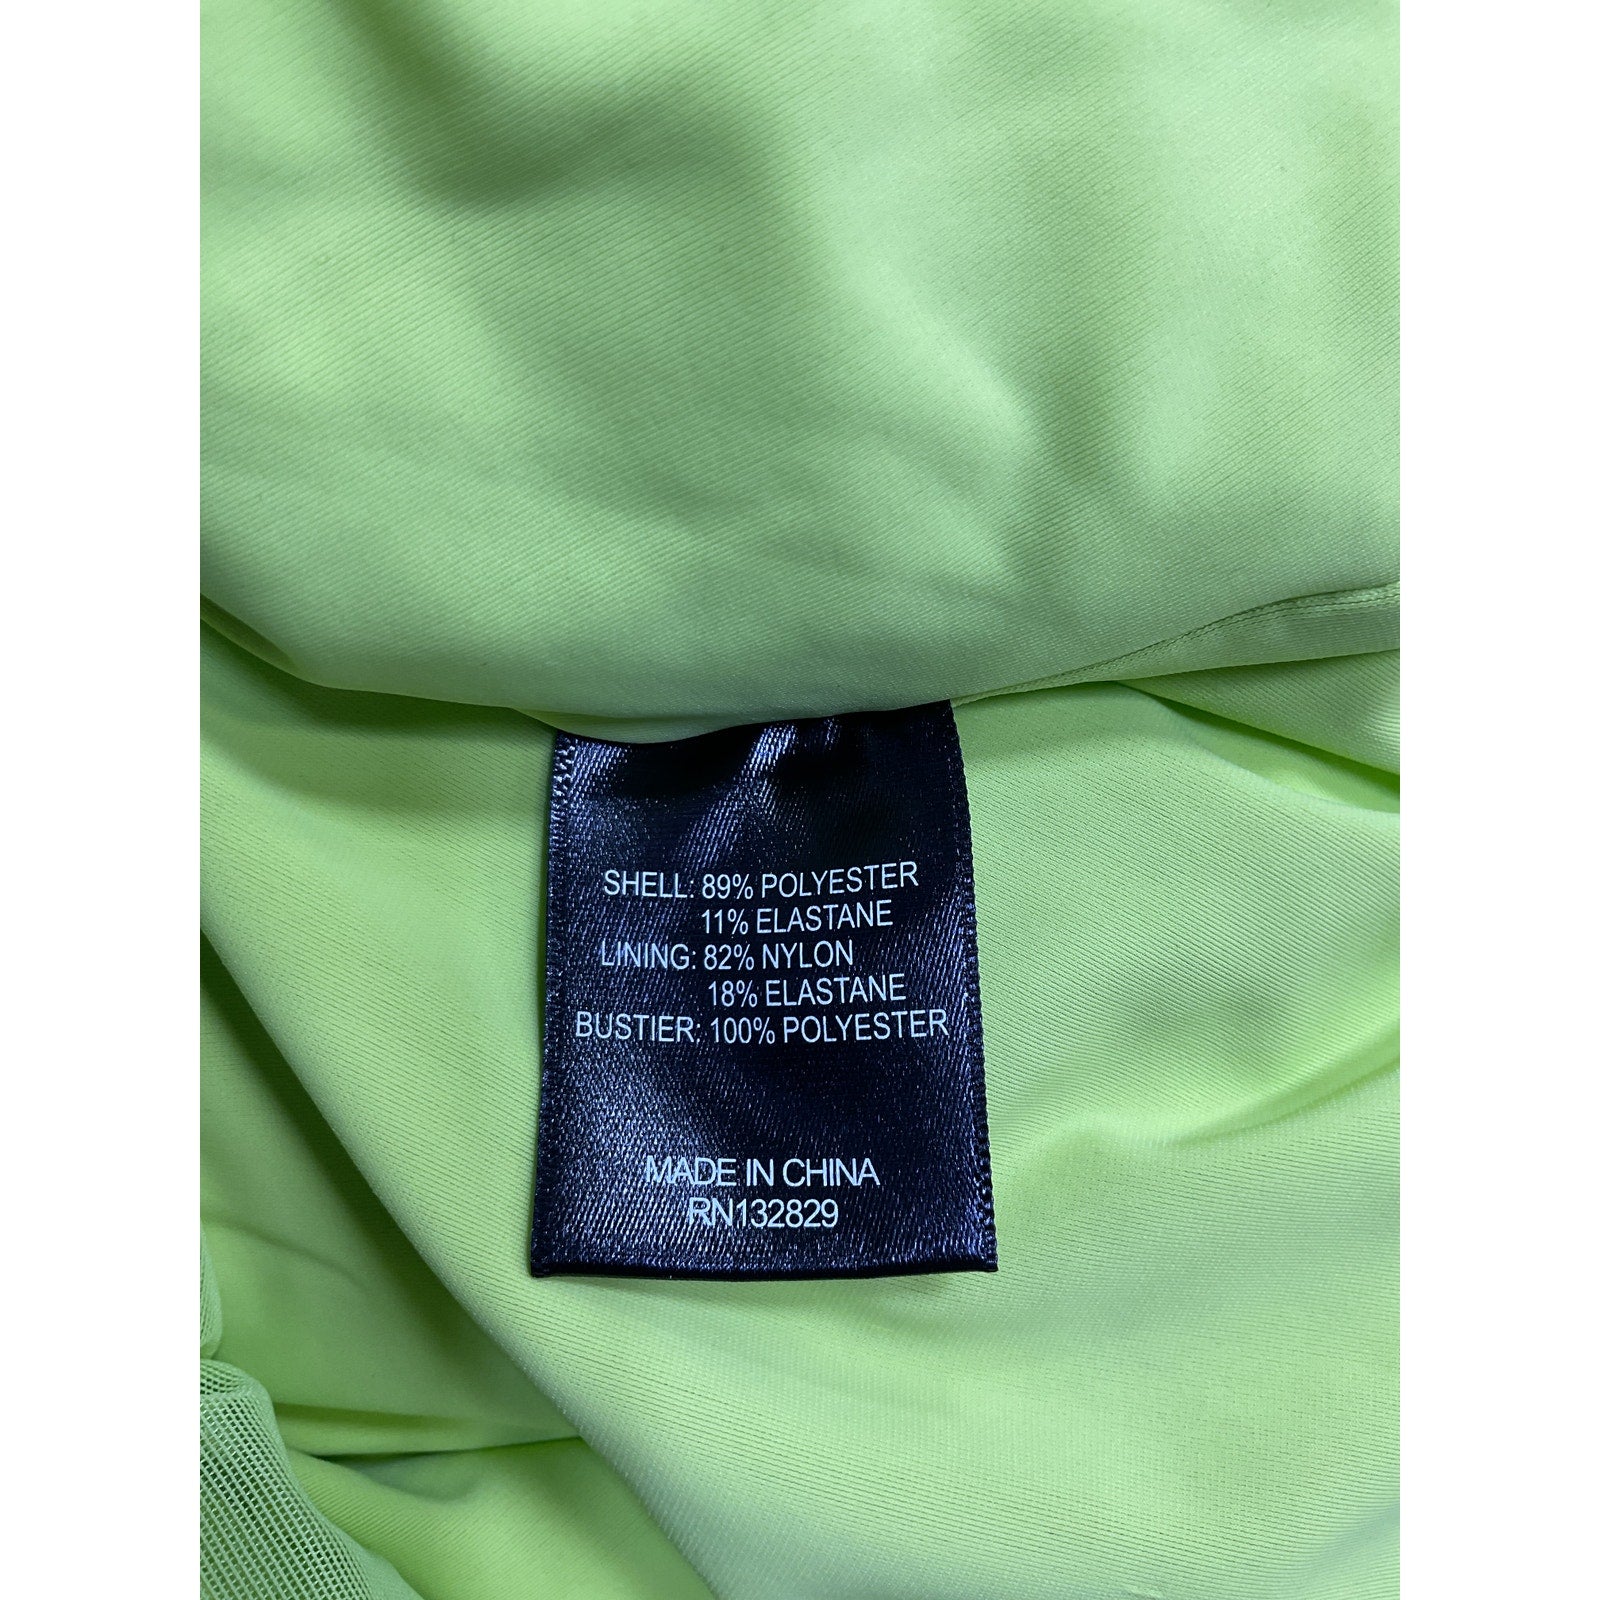 SHELL: 89% POLYESTER
11% ELASTANE
LINING: 82% NYLON
18% ELASTANE
BUSTIER: 100% POLYESTER
MADE IN CHINA
RN132829